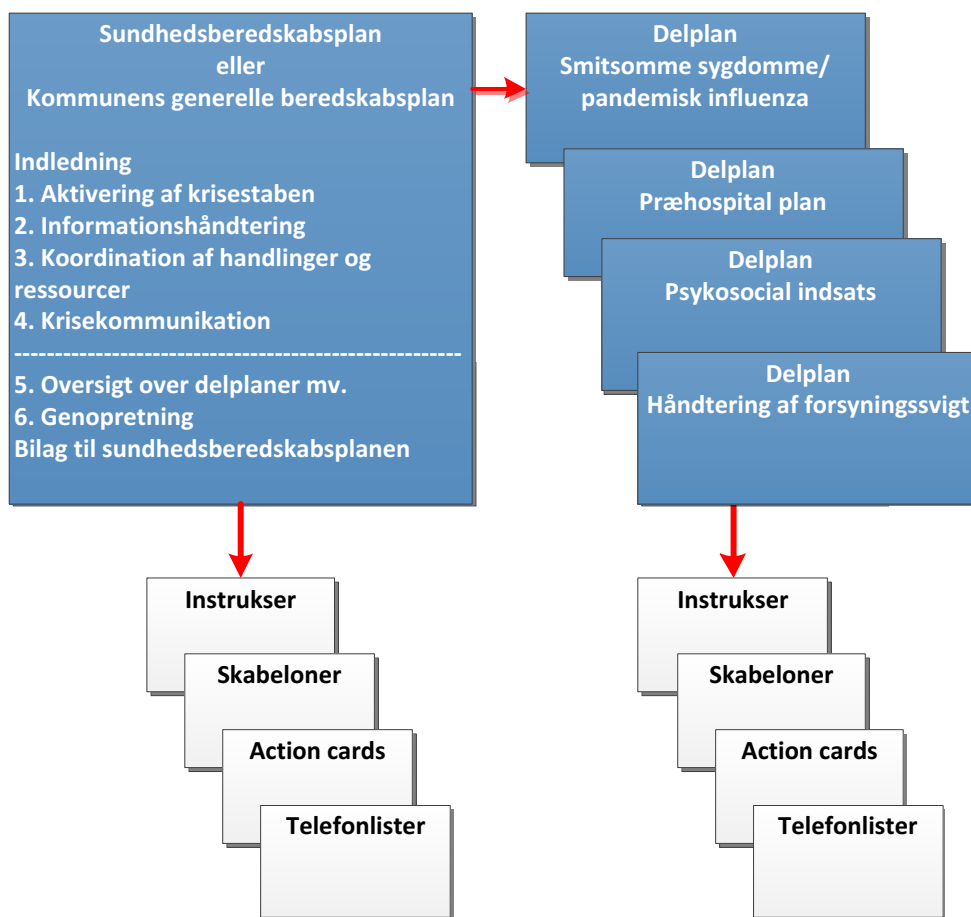 Sundhedsberedskabsplan
eller
Kommunens generelle beredskabsplan
Indledning
1. Aktivering af krisestaben
2. Informationshåndtering
3. Koordination af handlinger og
ressourcer
4. Krisekommunikation
-------------------------------------------------------
5. Oversigt over delplaner mv.
6. Genopretning
Bilag til sundhedsberedskabsplanen
Delplan
Smitsomme sygdomme/
pandemisk influenza
Delplan
Præhospital plan
Delplan
Psykosocial indsats
Delplan
Håndtering af forsyningssvigt
Instrukser
Skabeloner
Action cards
Telefonlister
Instrukser
Skabeloner
Action cards
Telefonlister